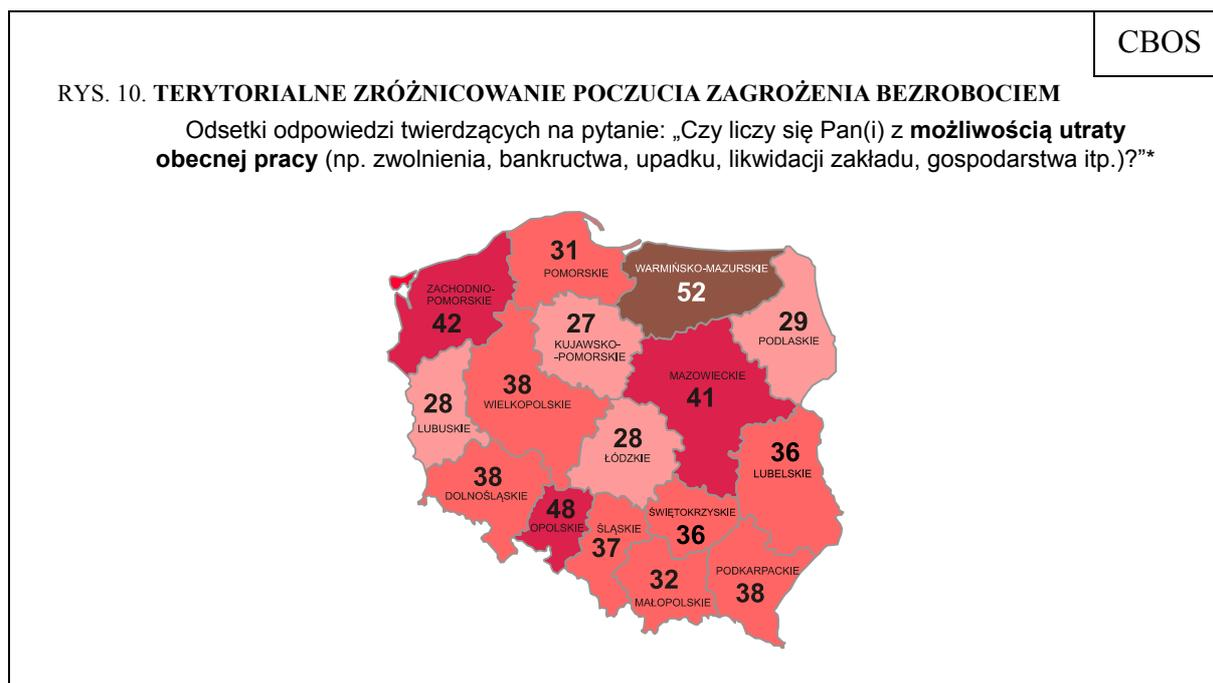 CBOS
RYS. 10. TERYTORIALNE ZRÓŻNICOWANIE POCZUCIA ZAGROŻENIA BEZROBOCIEM
Odsetki odpowiedzi twierdzących na pytanie: „Czy liczy się Pan(i) z możliwością utraty
obecnej pracy (np. zwolnienia, bankructwa, upadku, likwidacji zakładu, gospodarstwa itp.)?”*
31
POMORSKIE
WARMIŃSKO-MAZURSKIE
52
ZACHODNIO-
POMORSKIE
42
27
KUJAWSKO-
-POMORSKIE
29
PODLASKIE
MAZOWIECKIE
41
38
WIELKOPOLSKIE
28
LUBUSKIE
28
ŁÓDZKIE
36
LUBELSKIE
38
DOLNOŚLĄSKIE
48
OPOLSKIE
ŚLĄSKIE
37
ŚWIĘTOKRZYSKIE
36
32
MAŁOPOLSKIE
PODKARPACKIE
38